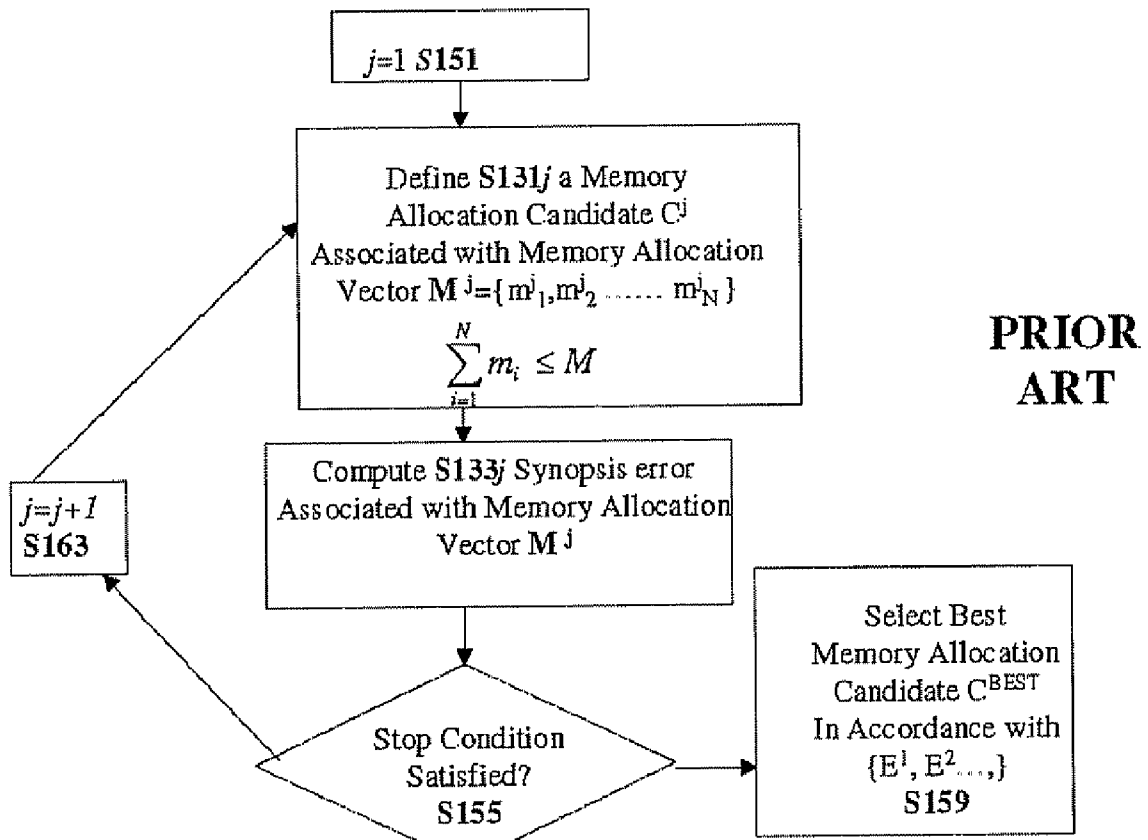 j=1 S151
Define S131j a Memory
Allocation Candidate C^j
Associated with Memory Allocation
Vector M^j={m^j_1,m^j_2 ...... m^j_N}
\sum_{i=1}^{N} m_i ≤ M
PRIOR
ART
Compute S133j Synopsis error
Associated with Memory Allocation
Vector M^j
j=j+1
S163
Stop Condition
Satisfied?
S155
Select Best
Memory Allocation
Candidate C^BEST
In Accordance with
{E^1, E^2....,}
S159